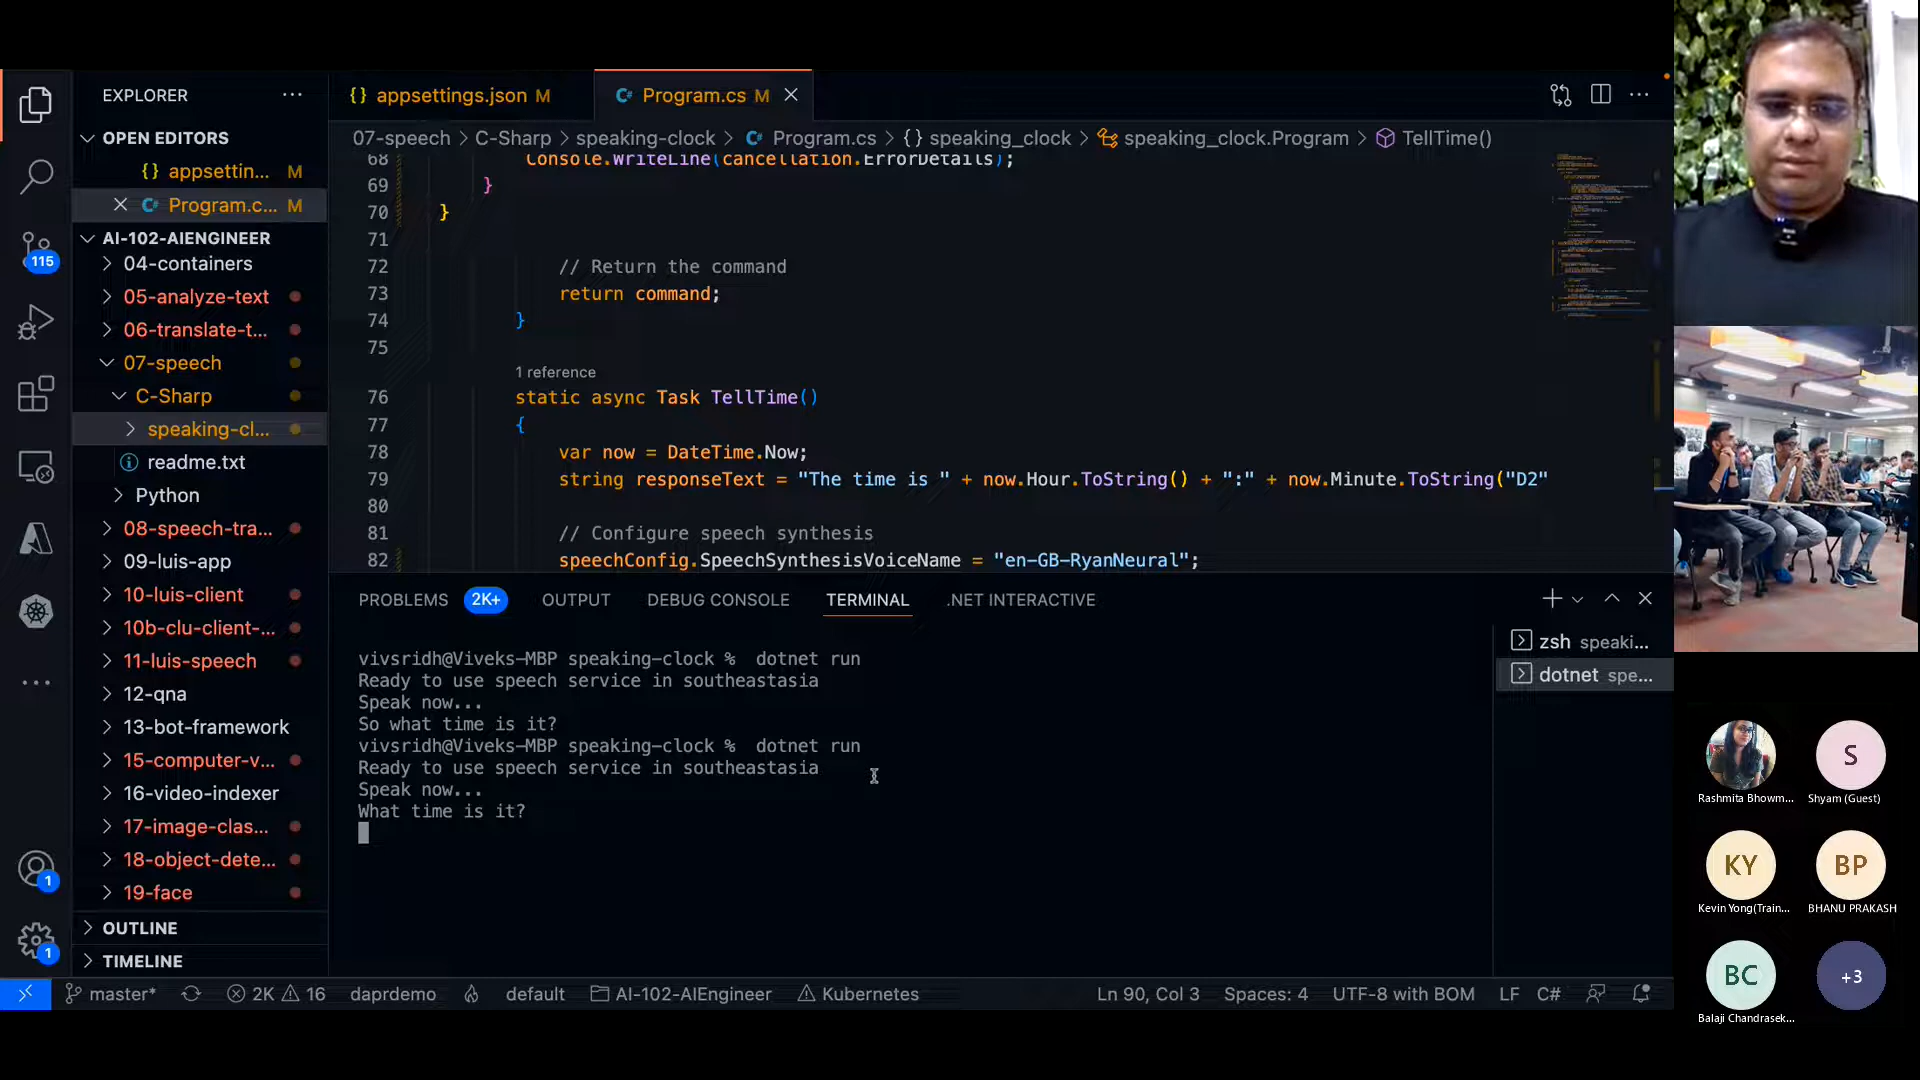 EXPLORER
OPEN EDITORS
appsettin... M
Program.c... M
AI-102-AIENGINEER
04-containers
05-analyze-text
06-translate-t...
07-speech
C-Sharp
speaking-cl...
readme.txt
Python
08-speech-tra...
09-luis-app
10-luis-client
10b-clu-client-...
11-luis-speech
12-qna
13-bot-framework
15-computer-v...
16-video-indexer
17-image-clas...
18-object-dete...
19-face
OUTLINE
TIMELINE
115
1
1
{} appsettings.json M
C# Program.cs M
07-speech > C-Sharp > speaking-clock > C# Program.cs > {} speaking_clock > speaking_clock.Program > TellTime()
68 Console.WriteLine(cancellation.ErrorDetails);
69 }
70 }
71
72 // Return the command
73 return command;
74 }
75
1 reference
76 static async Task TellTime()
77 {
78 var now = DateTime.Now;
79 string responseText = "The time is " + now.Hour.ToString() + ":" + now.Minute.ToString("D2"
80
81 // Configure speech synthesis
82 speechConfig.SpeechSynthesisVoiceName = "en-GB-RyanNeural";
PROBLEMS 2K+ OUTPUT DEBUG CONSOLE TERMINAL .NET INTERACTIVE
vivsridh@Viveks-MBP speaking-clock % dotnet run
Ready to use speech service in southeastasia
Speak now...
So what time is it?
vivsridh@Viveks-MBP speaking-clock % dotnet run
Ready to use speech service in southeastasia
Speak now...
What time is it?
zsh speaki...
dotnet spe...
master* 2K 16 daprdemo default AI-102-AIEngineer Kubernetes Ln 90, Col 3 Spaces: 4 UTF-8 with BOM LF C#
S
Rashmita Bhowm... Shyam (Guest)
KY BP
Kevin Yong(Train... BHANU PRAKASH
BC +3
Balaji Chandrasek...